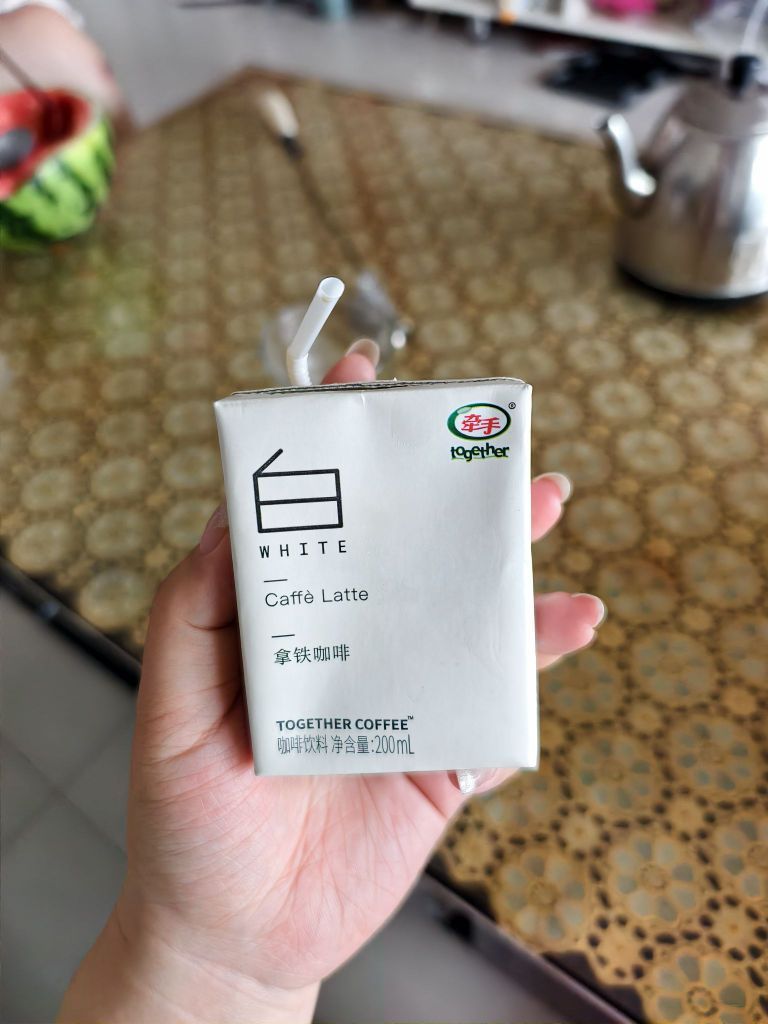 牵手®
together
白
WHITE
Caffè Latte
拿铁咖啡
TOGETHER COFFEE™
咖啡饮料 净含量:200mL